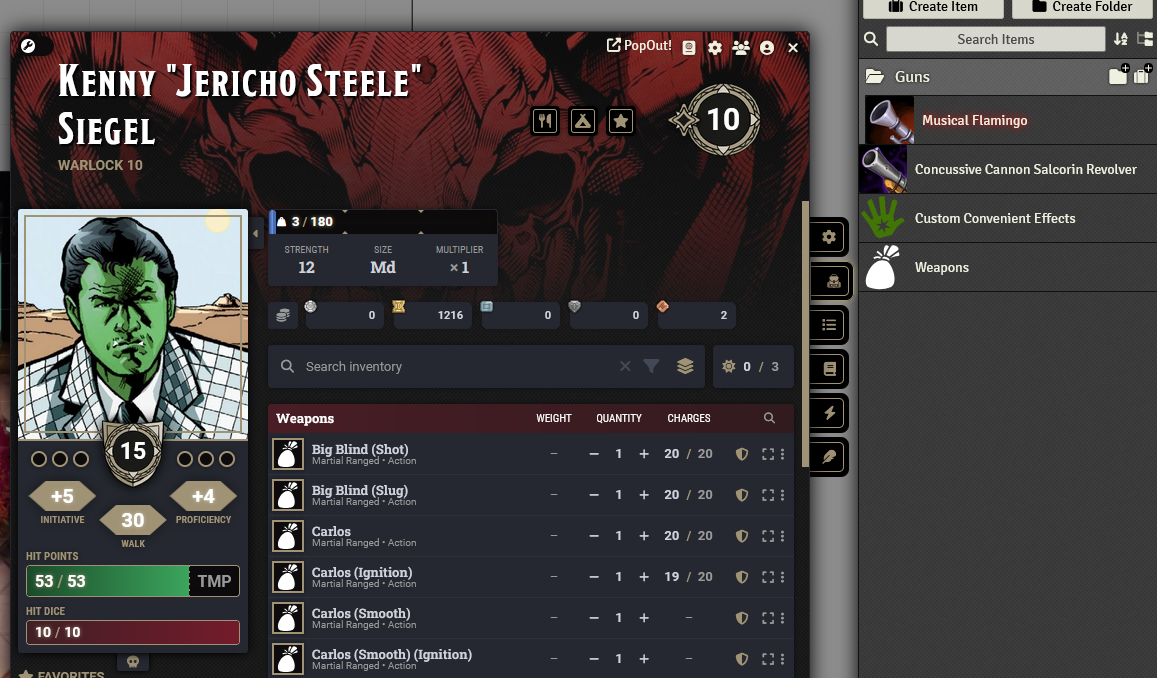 Create Item
Create Folder
Search Items
Guns
Musical Flamingo
Concussive Cannon Salcorin Revolver
Custom Convenient Effects
Weapons
PopOut!
Kenny "Jericho Steele"
Siegel
WARLOCK 10
10
3 / 180
STRENGTH SIZE MULTIPLIER
12 Md × 1
0 1216 0 0 2
Search inventory
0 / 3
Weapons WEIGHT QUANTITY CHARGES
Big Blind (Shot) – − 1 + 20 / 20
Martial Ranged • Action
Big Blind (Slug) – − 1 + 20 / 20
Martial Ranged • Action
Carlos – − 1 + 20 / 20
Martial Ranged • Action
Carlos (Ignition) – − 1 + 19 / 20
Martial Ranged • Action
Carlos (Smooth) – − 1 + –
Martial Ranged • Action
Carlos (Smooth) (Ignition) – − 1 + –
Martial Ranged • Action
15
+5
INITIATIVE
30
WALK
+4
PROFICIENCY
HIT POINTS
53 / 53 TMP
HIT DICE
10 / 10
FAVORITES